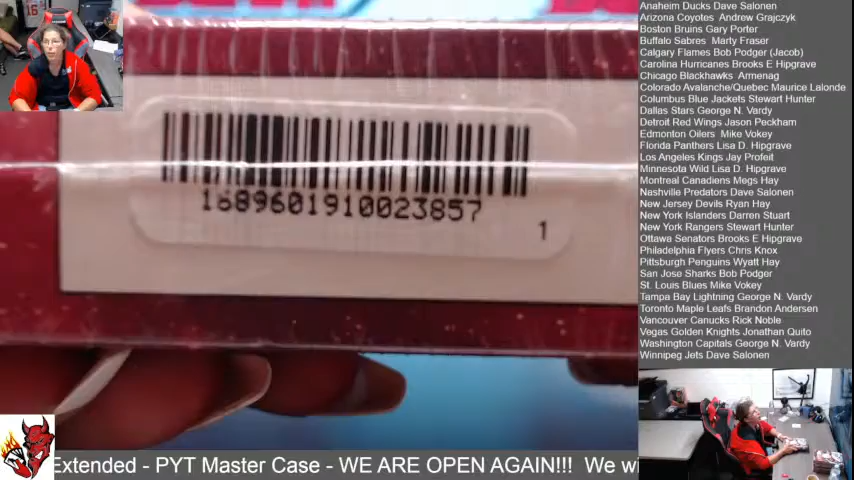 1689601910023857
1
Anaheim Ducks Dave Salonen
Arizona Coyotes Andrew Grajczyk
Boston Bruins Gary Porter
Buffalo Sabres Marty Fraser
Calgary Flames Bob Podger (Jacob)
Carolina Hurricanes Brooks E Hipgrave
Chicago Blackhawks Armenag
Colorado Avalanche/Quebec Maurice Lalonde
Columbus Blue Jackets Stewart Hunter
Dallas Stars George N. Vardy
Detroit Red Wings Jason Peckham
Edmonton Oilers Mike Vokey
Florida Panthers Lisa D. Hipgrave
Los Angeles Kings Jay Profeit
Minnesota Wild Lisa D. Hipgrave
Montreal Canadiens Megs Hay
Nashville Predators Dave Salonen
New Jersey Devils Ryan Hay
New York Islanders Darren Stuart
New York Rangers Stewart Hunter
Ottawa Senators Brooks E Hipgrave
Philadelphia Flyers Chris Knox
Pittsburgh Penguins Wyatt Hay
San Jose Sharks Bob Podger
St. Louis Blues Mike Vokey
Tampa Bay Lightning George N. Vardy
Toronto Maple Leafs Brandon Andersen
Vancouver Canucks Rick Noble
Vegas Golden Knights Jonathan Quito
Washington Capitals George N. Vardy
Winnipeg Jets Dave Salonen
Extended - PYT Master Case - WE ARE OPEN AGAIN!!! We wi